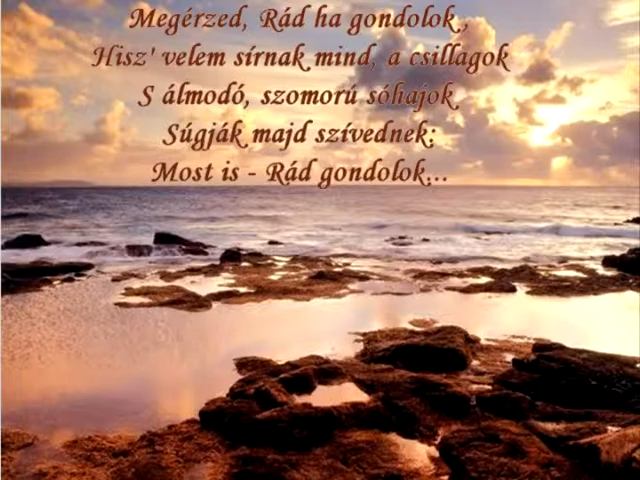 Megérzed, Rád ha gondolok,
Hisz' velem sírnak mind, a csillagok
S álmodó, szomorú sóhajok
Súgják majd szívednek:
Most is - Rád gondolok...